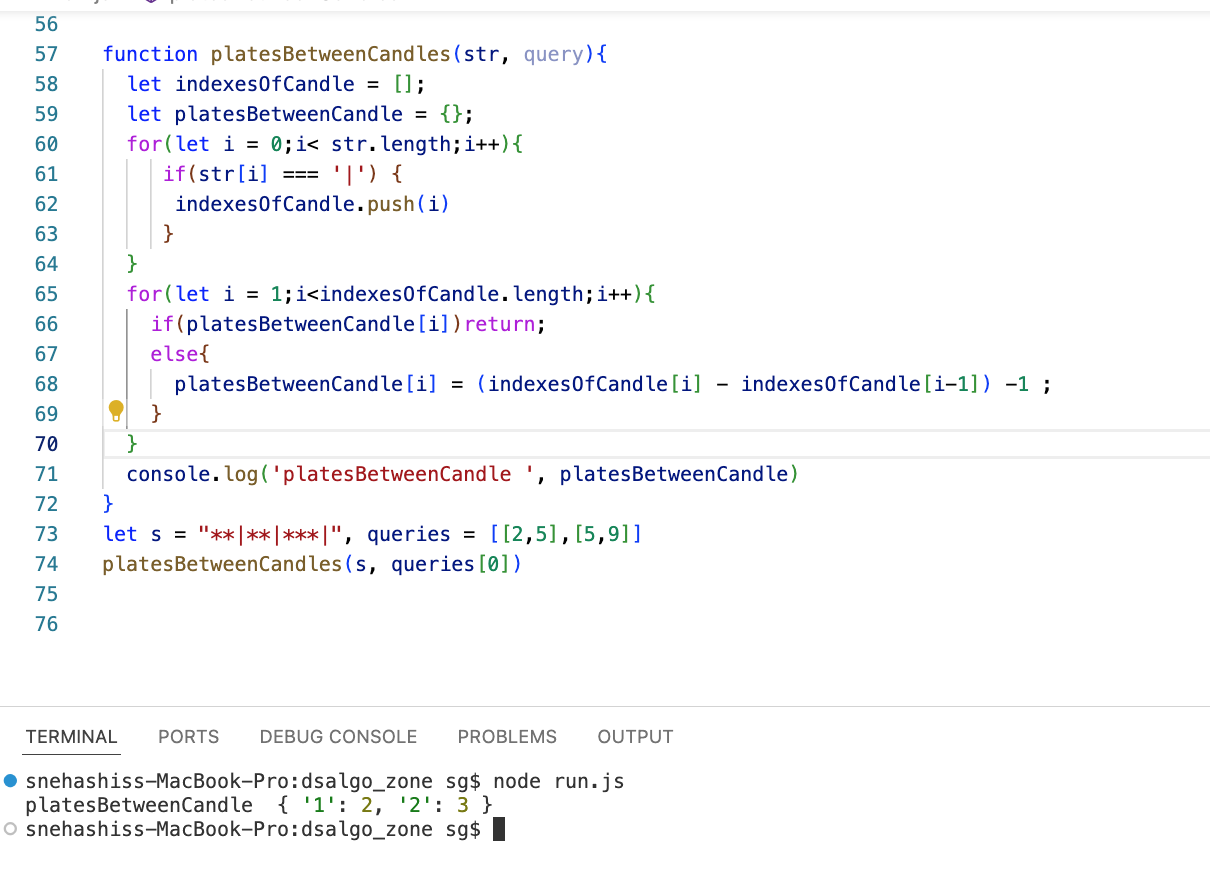 56
57 function platesBetweenCandles(str, query){
58 let indexesOfCandle = [];
59 let platesBetweenCandle = {};
60 for(let i = 0;i< str.length;i++){
61 if(str[i] === '|') {
62 indexesOfCandle.push(i)
63 }
64 }
65 for(let i = 1;i<indexesOfCandle.length;i++){
66 if(platesBetweenCandle[i])return;
67 else{
68 platesBetweenCandle[i] = (indexesOfCandle[i] - indexesOfCandle[i-1]) -1 ;
69 }
70 }
71 console.log('platesBetweenCandle ', platesBetweenCandle)
72 }
73 let s = "**|**|***|", queries = [[2,5],[5,9]]
74 platesBetweenCandles(s, queries[0])
75
76
TERMINAL PORTS DEBUG CONSOLE PROBLEMS OUTPUT
snehashiss-MacBook-Pro:dsalgo_zone sg$ node run.js
platesBetweenCandle  { '1': 2, '2': 3 }
snehashiss-MacBook-Pro:dsalgo_zone sg$